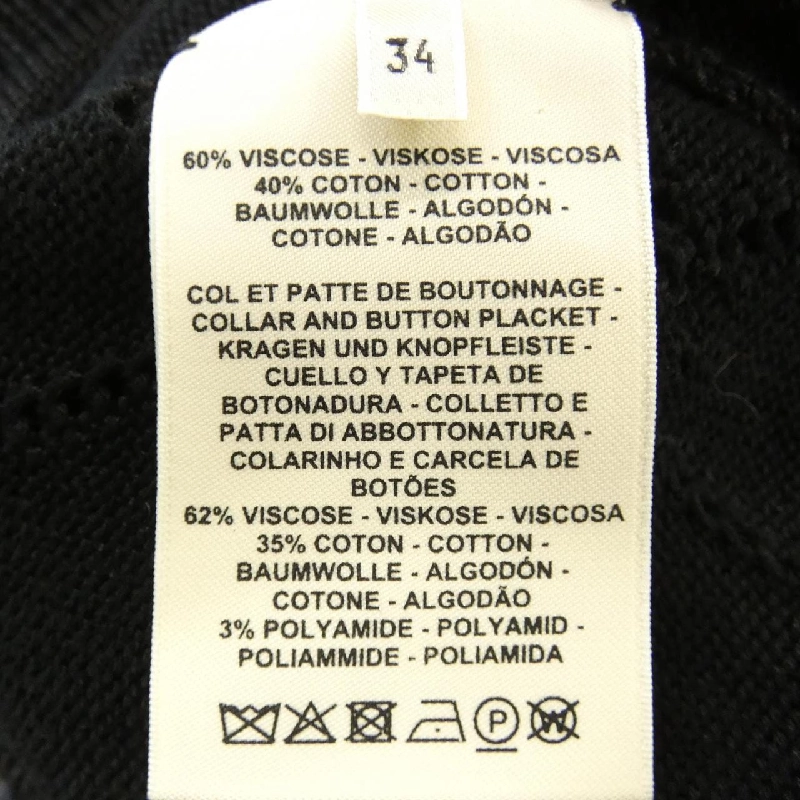 34
60% VISCOSE - VISKOSE - VISCOSA
40% COTON - COTTON -
BAUMWOLLE - ALGODÓN -
COTONE - ALGODÃO
COL ET PATTE DE BOUTONNAGE -
COLLAR AND BUTTON PLACKET -
KRAGEN UND KNOPFLEISTE -
CUELLO Y TAPETA DE
BOTONADURA - COLLETTO E
PATTA DI ABBOTTONATURA -
COLARINHO E CARCELA DE
BOTÕES
62% VISCOSE - VISKOSE - VISCOSA
35% COTON - COTTON -
BAUMWOLLE - ALGODÓN -
COTONE - ALGODÃO
3% POLYAMIDE - POLYAMID -
POLIAMMIDE - POLIAMIDA
P W